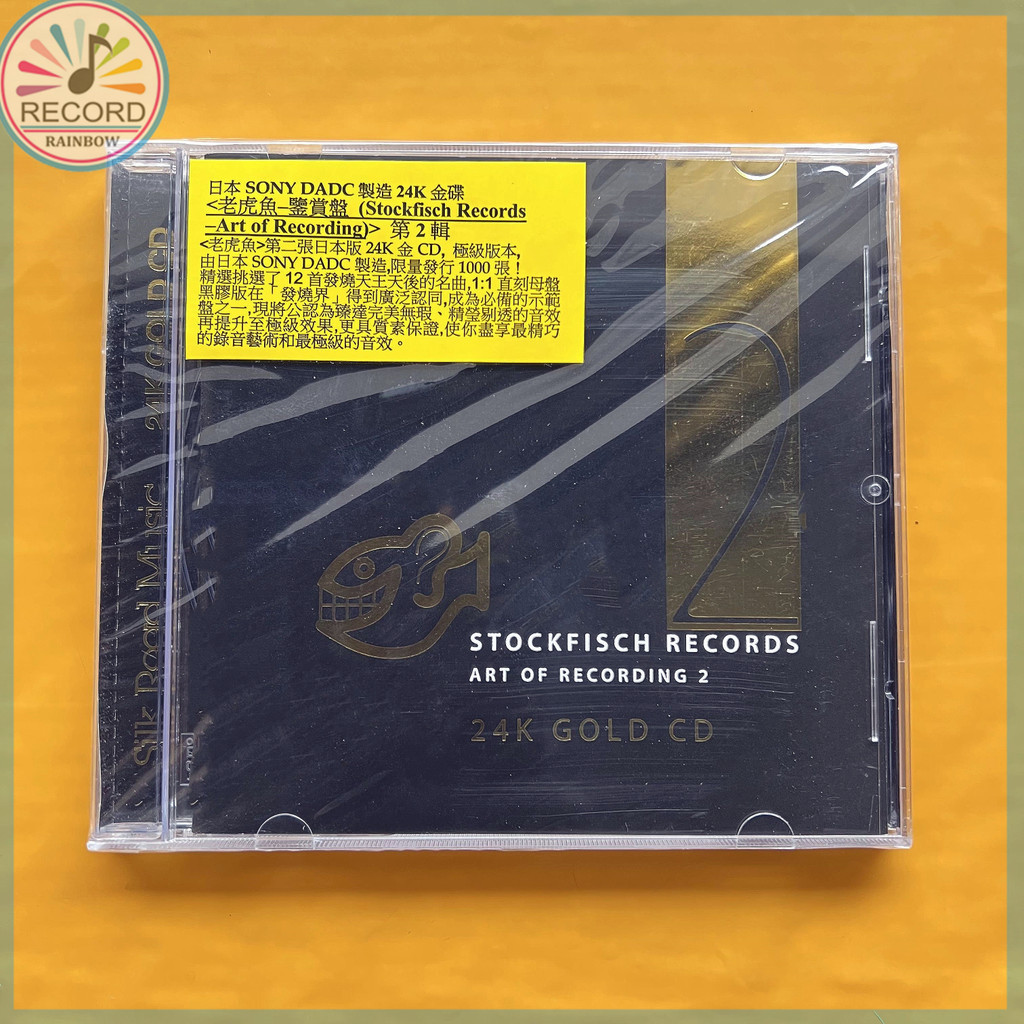 RECORD
RAINBOW
日本 SONY DADC 製造 24K 金碟
<老虎魚–鑒賞盤 (Stockfisch Records
–Art of Recording)> 第 2 輯
<老虎魚>第二張日本版 24K 金 CD, 極級版本,
由日本 SONY DADC 製造,限量發行 1000 張！
精選挑選了 12 首發燒天王天後的名曲,1:1 直刻母盤
黑膠版在「發燒界」得到廣泛認同,成為必備的示範
盤之一,現將公認為臻達完美無瑕、精瑩剔透的音效
再提升至極級效果,更具質素保證,使你盡享最精巧
的錄音藝術和最極級的音效。
Silk Road Music 24K GOLD CD
2
STOCKFISCH RECORDS
ART OF RECORDING 2
24K GOLD CD